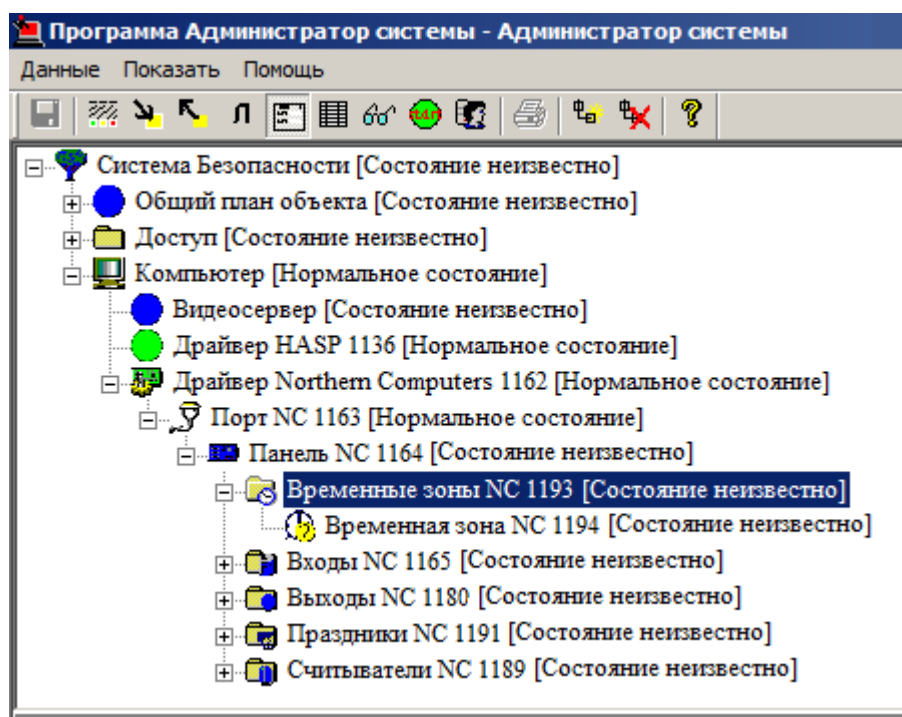 Программа Администратор системы - Администратор системы
Данные Показать Помощь
Л
Система Безопасности [Состояние неизвестно]
Общий план объекта [Состояние неизвестно]
Доступ [Состояние неизвестно]
Компьютер [Нормальное состояние]
Видеосервер [Состояние неизвестно]
Драйвер HASP 1136 [Нормальное состояние]
Драйвер Northern Computers 1162 [Нормальное состояние]
Порт NC 1163 [Нормальное состояние]
Панель NC 1164 [Состояние неизвестно]
Временные зоны NC 1193 [Состояние неизвестно]
Временная зона NC 1194 [Состояние неизвестно]
Входы NC 1165 [Состояние неизвестно]
Выходы NC 1180 [Состояние неизвестно]
Праздники NC 1191 [Состояние неизвестно]
Считыватели NC 1189 [Состояние неизвестно]